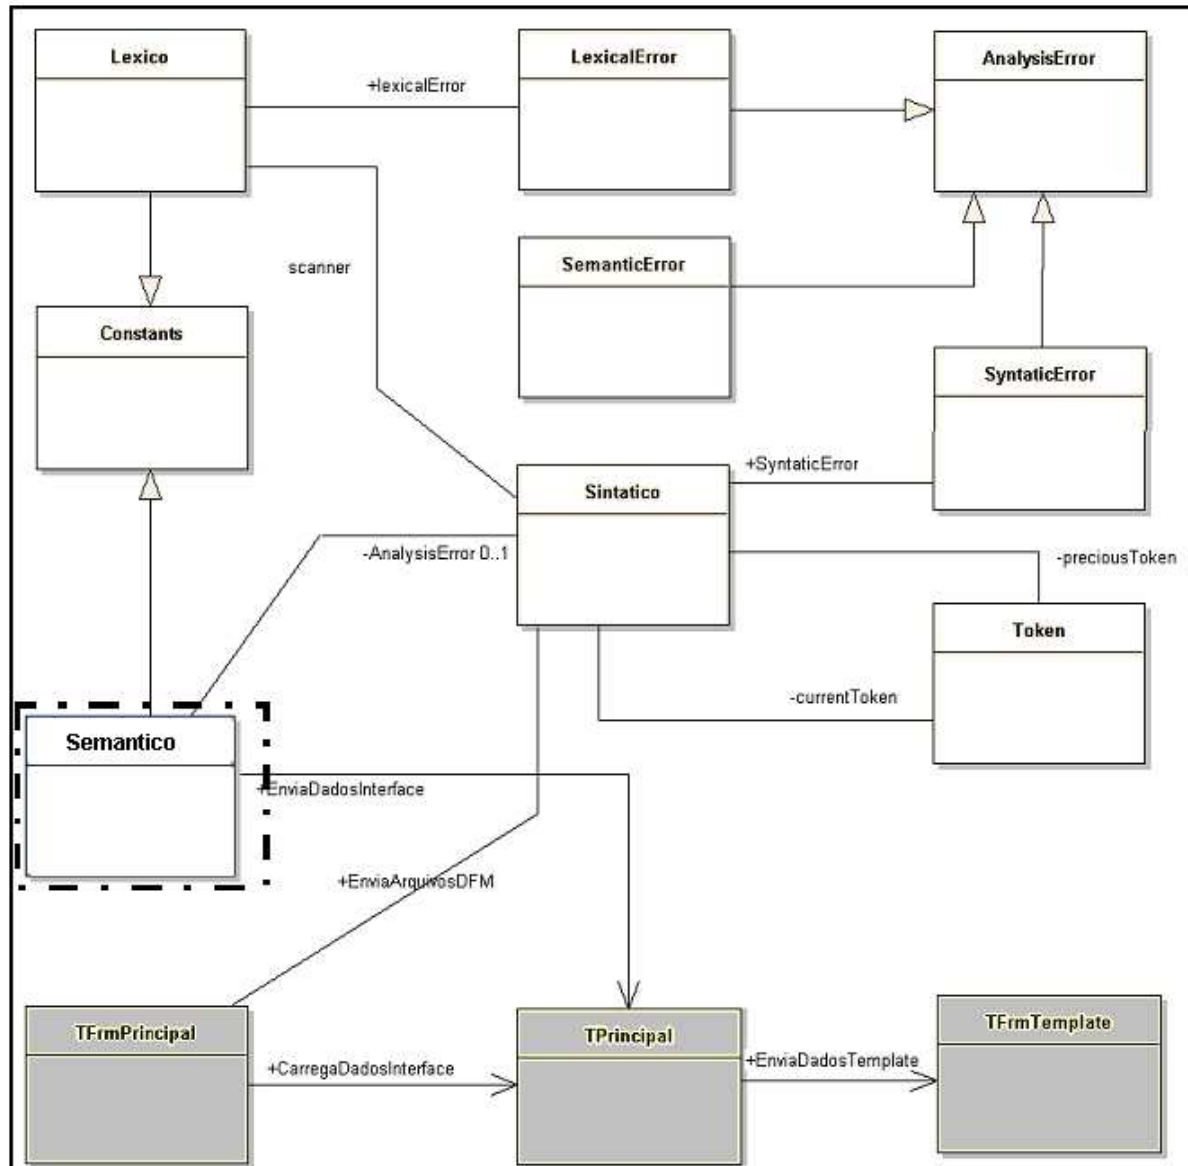 Lexico
LexicalError
AnalysisError
+lexicalError
scanner
SemanticError
Constants
SyntaticError
+SyntaticError
Sintatico
-AnalysisError 0..1
-preciousToken
Token
-currentToken
Semantico
+EnviaDadosInterface
+EnviaArquivosDFM
TFrmPrincipal
TPrincipal
TFrmTemplate
+CarregaDadosInterface
+EnviaDadosTemplate